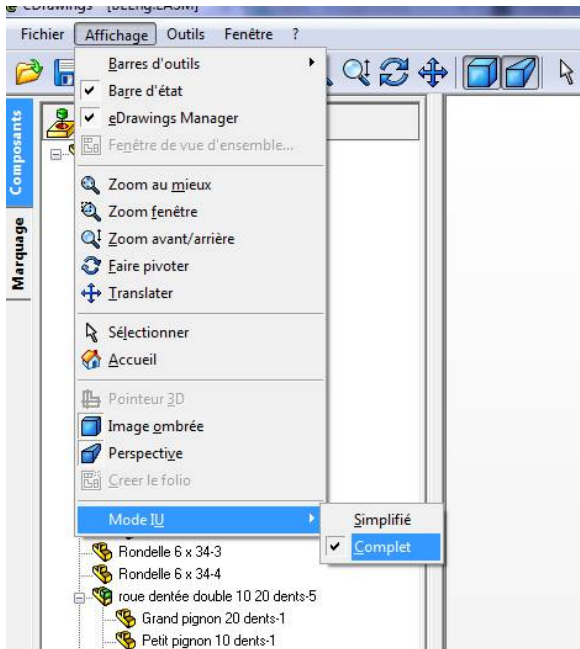 eDrawings - [BEEng.EASM]
Fichier Affichage Outils Fenêtre ?
Barres d'outils
Barre d'état
eDrawings Manager
Fenêtre de vue d'ensemble...
Composants
Marquage
Zoom au mieux
Zoom fenêtre
Zoom avant/arrière
Faire pivoter
Translater
Sélectionner
Accueil
Pointeur 3D
Image ombrée
Perspective
Creer le folio
Mode IU
Simplifié
Complet
Rondelle 6 x 34-3
Rondelle 6 x 34-4
roue dentée double 10 20 dents-5
Grand pignon 20 dents-1
Petit pignon 10 dents-1